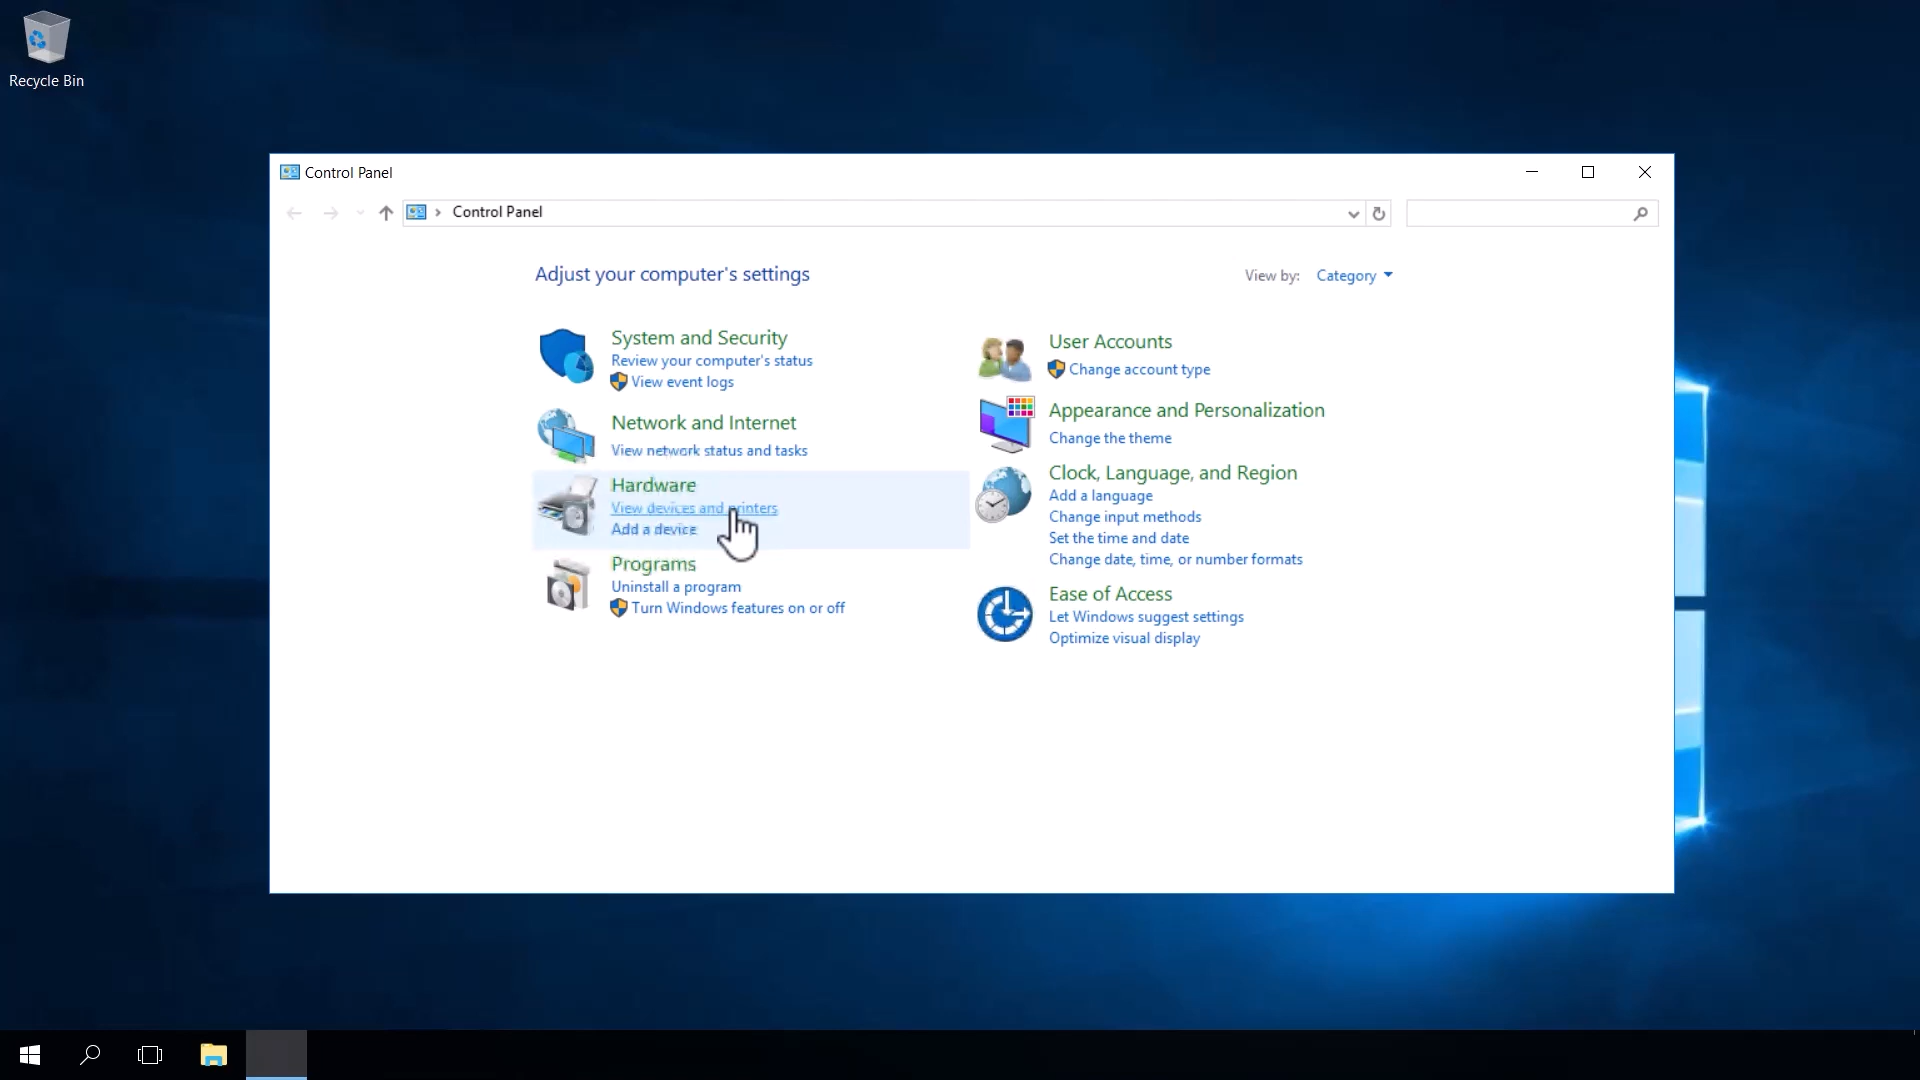 Recycle Bin
Control Panel
Control Panel
Adjust your computer's settings
View by: Category
System and Security
Review your computer's status
View event logs
Network and Internet
View network status and tasks
Hardware
View devices and printers
Add a device
Programs
Uninstall a program
Turn Windows features on or off
User Accounts
Change account type
Appearance and Personalization
Change the theme
Clock, Language, and Region
Add a language
Change input methods
Set the time and date
Change date, time, or number formats
Ease of Access
Let Windows suggest settings
Optimize visual display